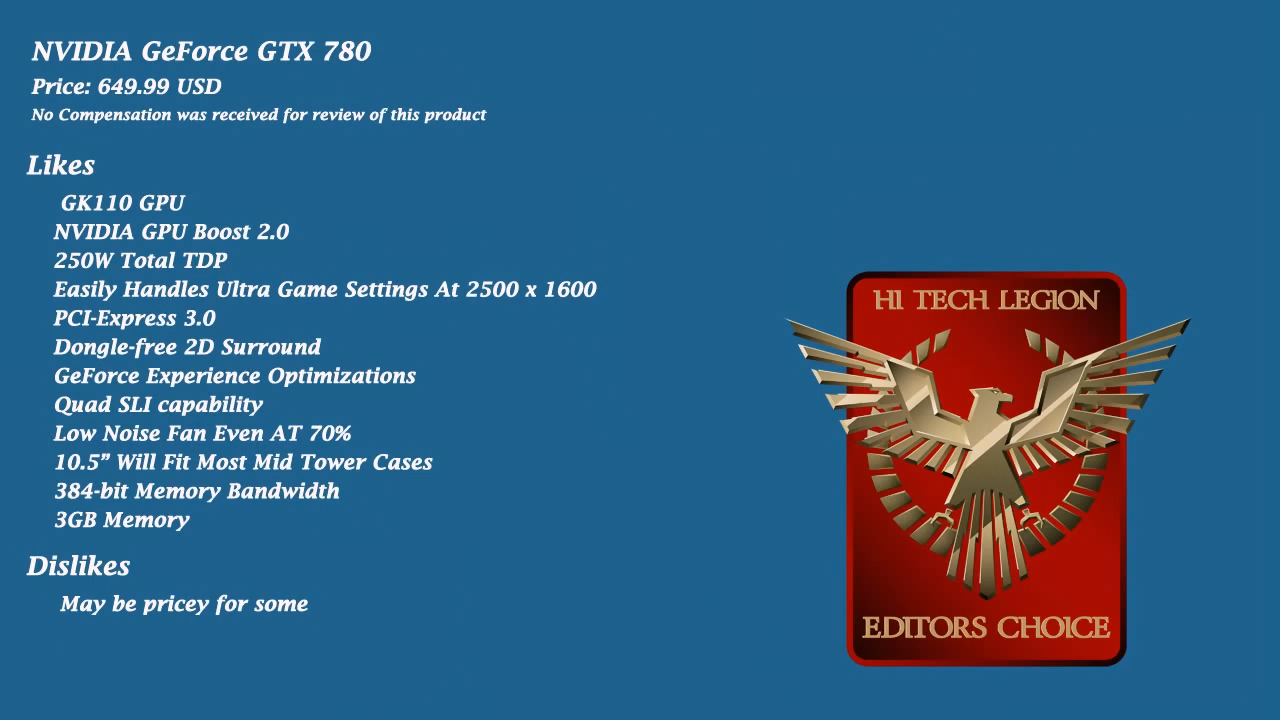 NVIDIA GeForce GTX 780
Price: 649.99 USD
No Compensation was received for review of this product
Likes
GK110 GPU
NVIDIA GPU Boost 2.0
250W Total TDP
Easily Handles Ultra Game Settings At 2500 x 1600
PCI-Express 3.0
Dongle-free 2D Surround
GeForce Experience Optimizations
Quad SLI capability
Low Noise Fan Even AT 70%
10.5” Will Fit Most Mid Tower Cases
384-bit Memory Bandwidth
3GB Memory
Dislikes
May be pricey for some
HI TECH LEGION
EDITORS CHOICE